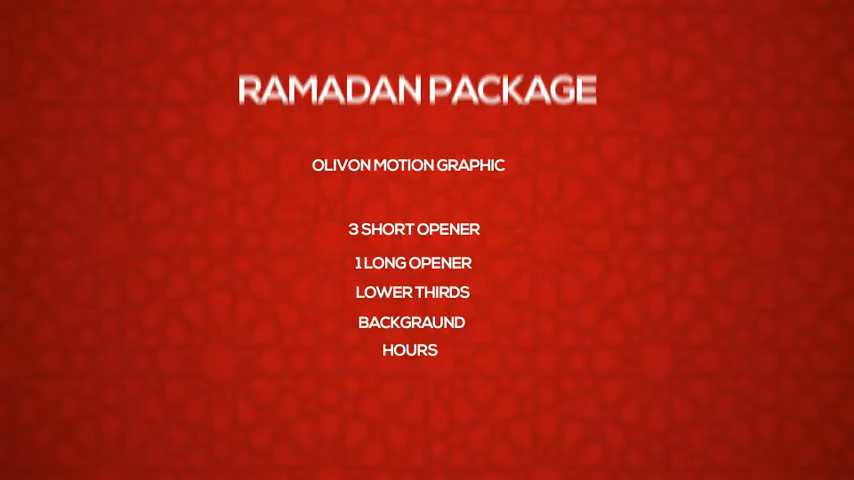 RAMADAN PACKAGE
OLIVON MOTION GRAPHIC
3 SHORT OPENER
1 LONG OPENER
LOWER THIRDS
BACKGRAUND
HOURS